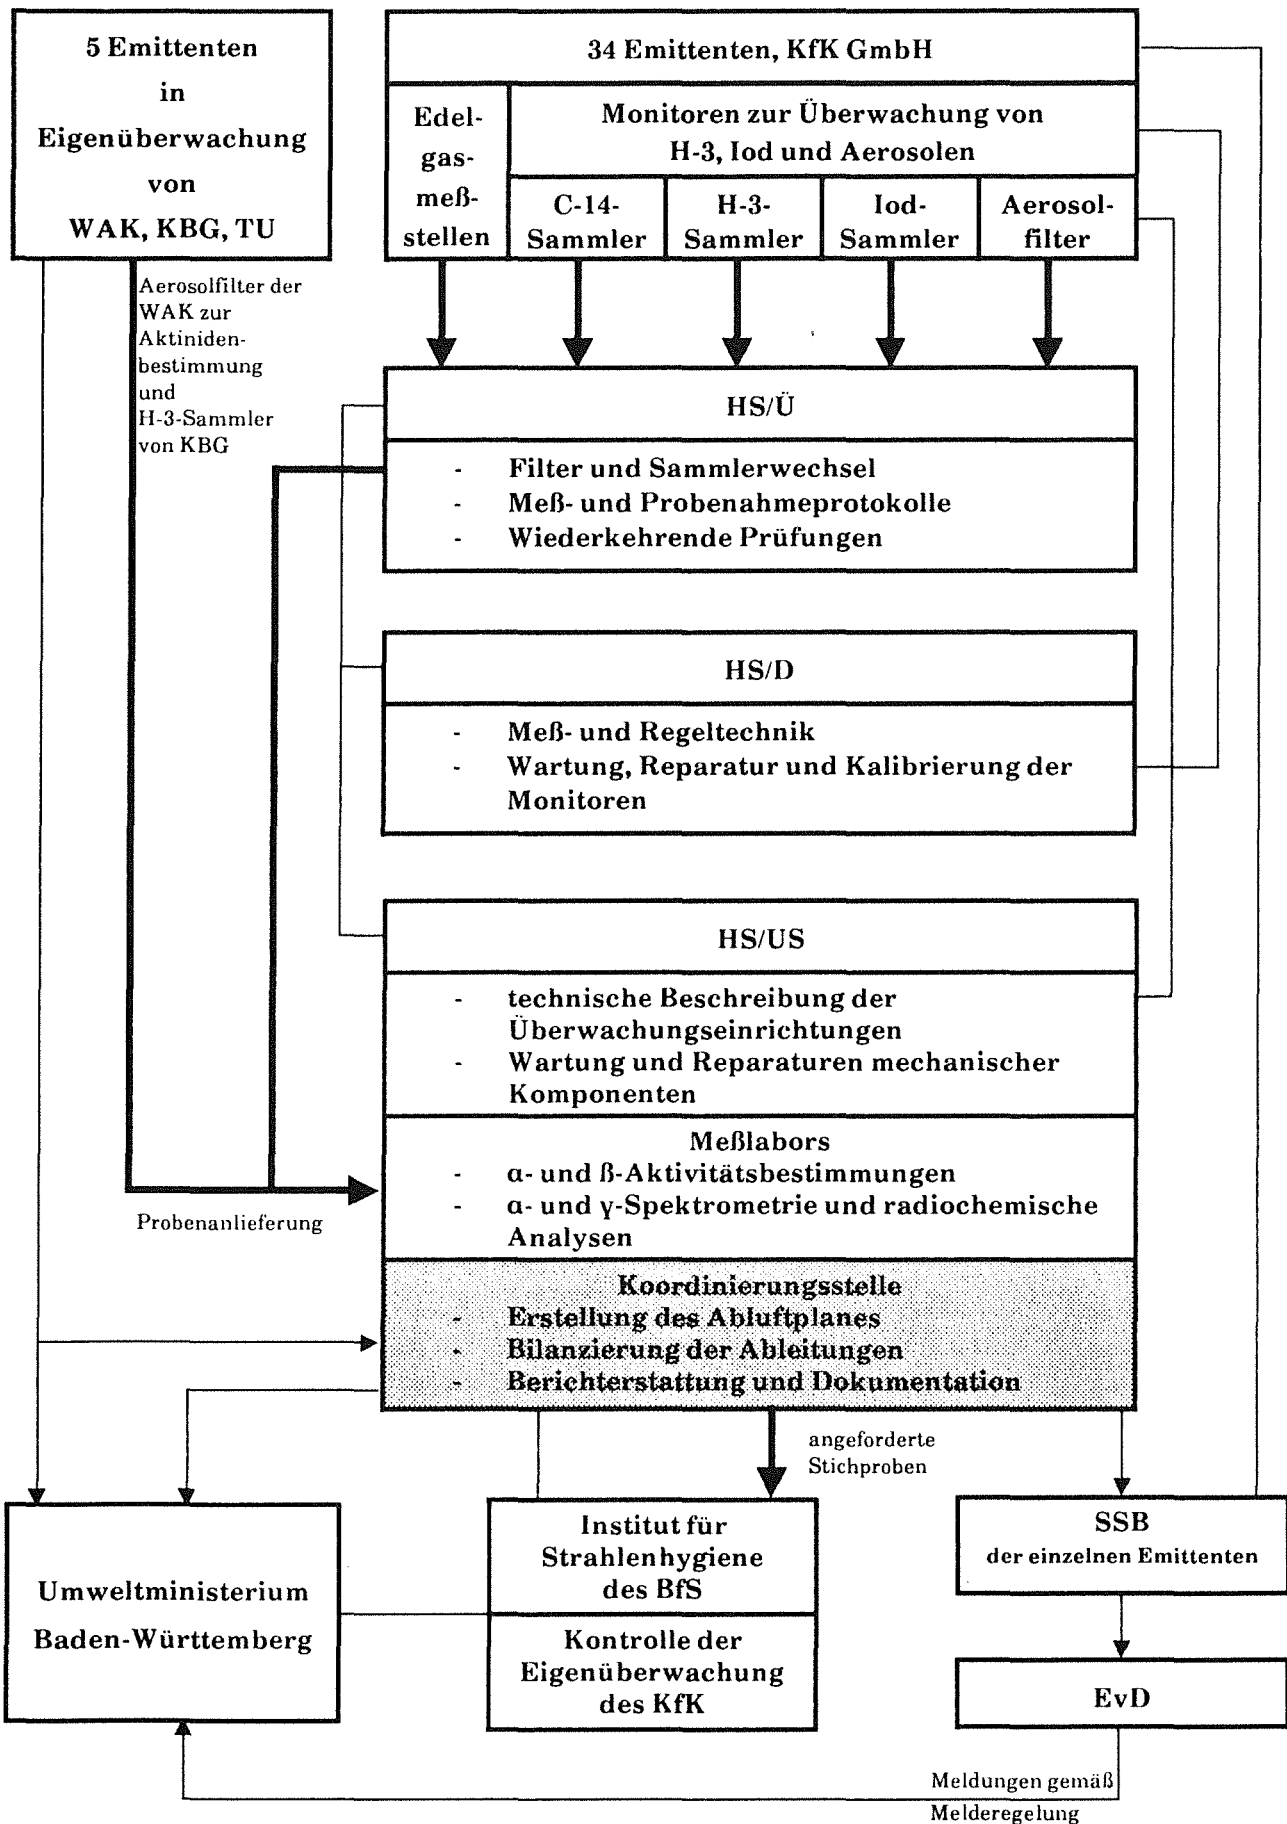 5 Emittenten
in
Eigenüberwachung
von
WAK, KBG, TU
34 Emittenten, KfK GmbH
Edel-
gas-
meß-
stellen
Monitoren zur Überwachung von
H-3, Iod und Aerosolen
C-14-
Sammler
H-3-
Sammler
Iod-
Sammler
Aerosol-
filter
Aerosolfilter der
WAK zur
Aktiniden-
bestimmung
und
H-3-Sammler
von KBG
HS/Ü
- Filter und Sammlerwechsel
- Meß- und Probenahmeprotokolle
- Wiederkehrende Prüfungen
HS/D
- Meß- und Regeltechnik
- Wartung, Reparatur und Kalibrierung der
Monitoren
HS/US
- technische Beschreibung der
Überwachungseinrichtungen
- Wartung und Reparaturen mechanischer
Komponenten
Meßlabors
- α- und ß-Aktivitätsbestimmungen
- α- und γ-Spektrometrie und radiochemische
Analysen
Probenanlieferung
Koordinierungsstelle
- Erstellung des Abluftplanes
- Bilanzierung der Ableitungen
- Berichterstattung und Dokumentation
angeforderte
Stichproben
Umweltministerium
Baden-Württemberg
Institut für
Strahlenhygiene
des BfS
Kontrolle der
Eigenüberwachung
des KfK
SSB
der einzelnen Emittenten
EvD
Meldungen gemäß
Melderegelung